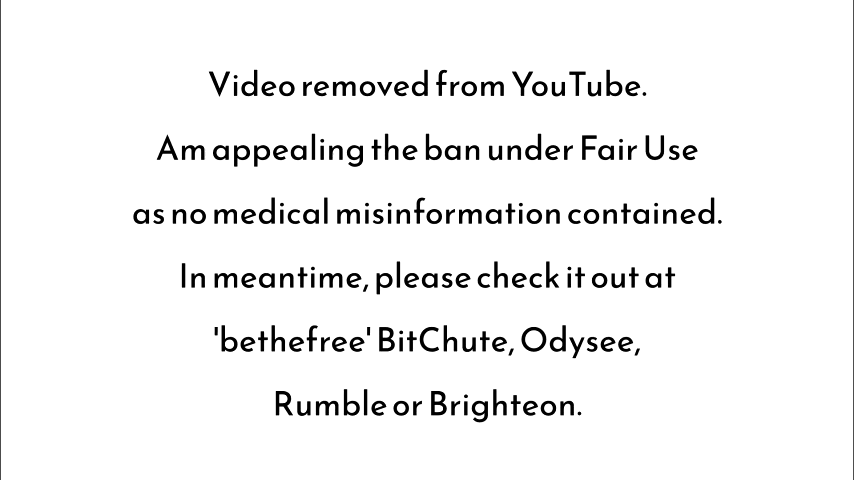 Video removed from YouTube.
Am appealing the ban under Fair Use
as no medical misinformation contained.
In meantime, please check it out at
'bethefree' BitChute, Odysee,
Rumble or Brighteon.